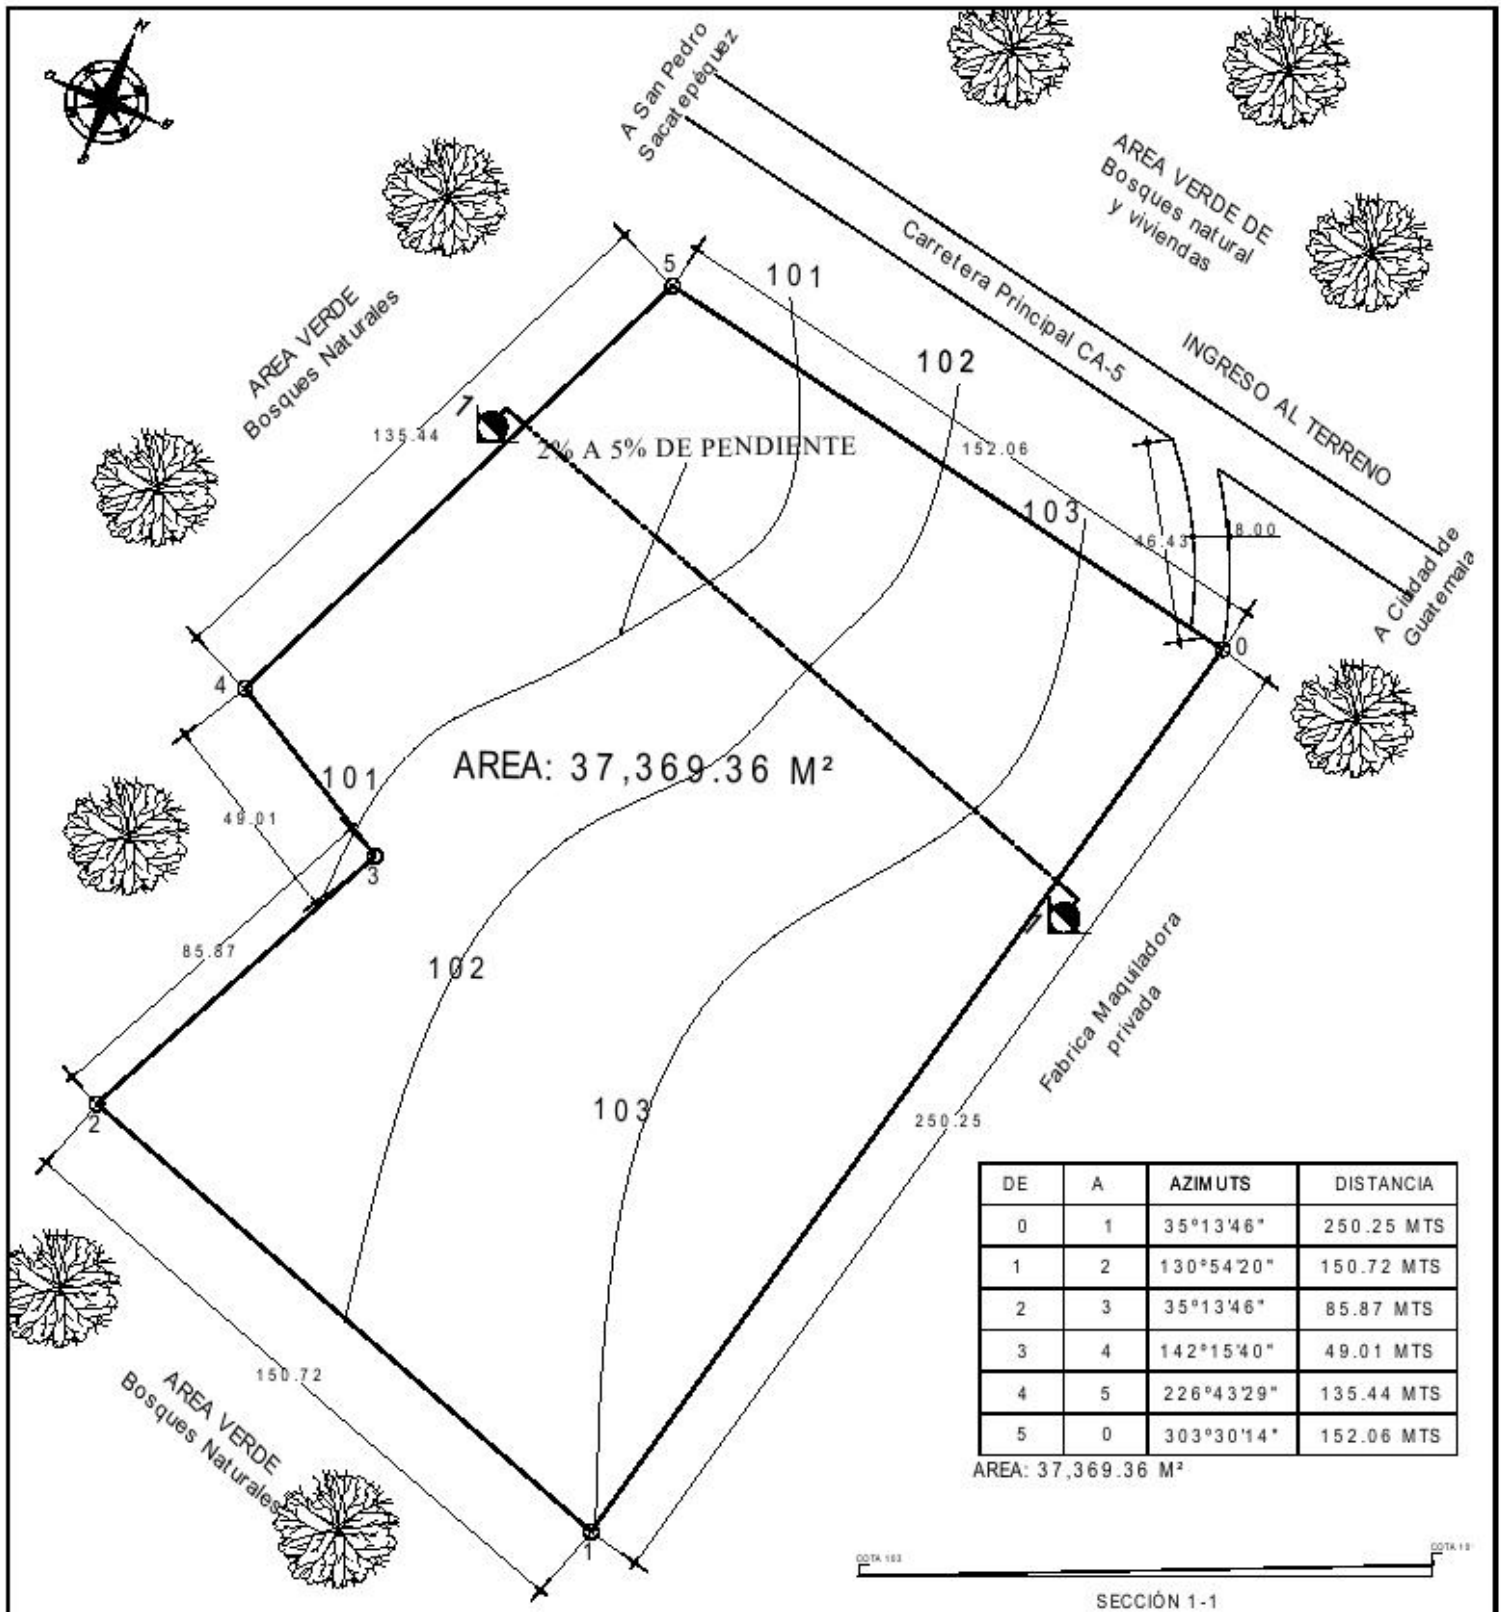 N
A San Pedro
Sacatepéquez
AREA VERDE DE
Bosques natural
y viviendas
Carretera Principal CA-5
INGRESO AL TERRENO
A Ciudad de
Guatemala
AREA VERDE
Bosques Naturales
5
101
102
135.44
1
2% A 5% DE PENDIENTE
152.06
103
46.43
8.00
0
4
AREA: 37,369.36 M²
101
49.01
3
85.87
1
102
Fabrica Maquiladora
privada
2
103
250.25
150.72
AREA VERDE
Bosques Naturales
1
DE A AZIMUTS DISTANCIA
0 1 35°13'46" 250.25 MTS
1 2 130°54'20" 150.72 MTS
2 3 35°13'46" 85.87 MTS
3 4 142°15'40" 49.01 MTS
4 5 226°43'29" 135.44 MTS
5 0 303°30'14" 152.06 MTS
AREA: 37,369.36 M²
COTA 103
COTA 10
SECCIÓN 1-1